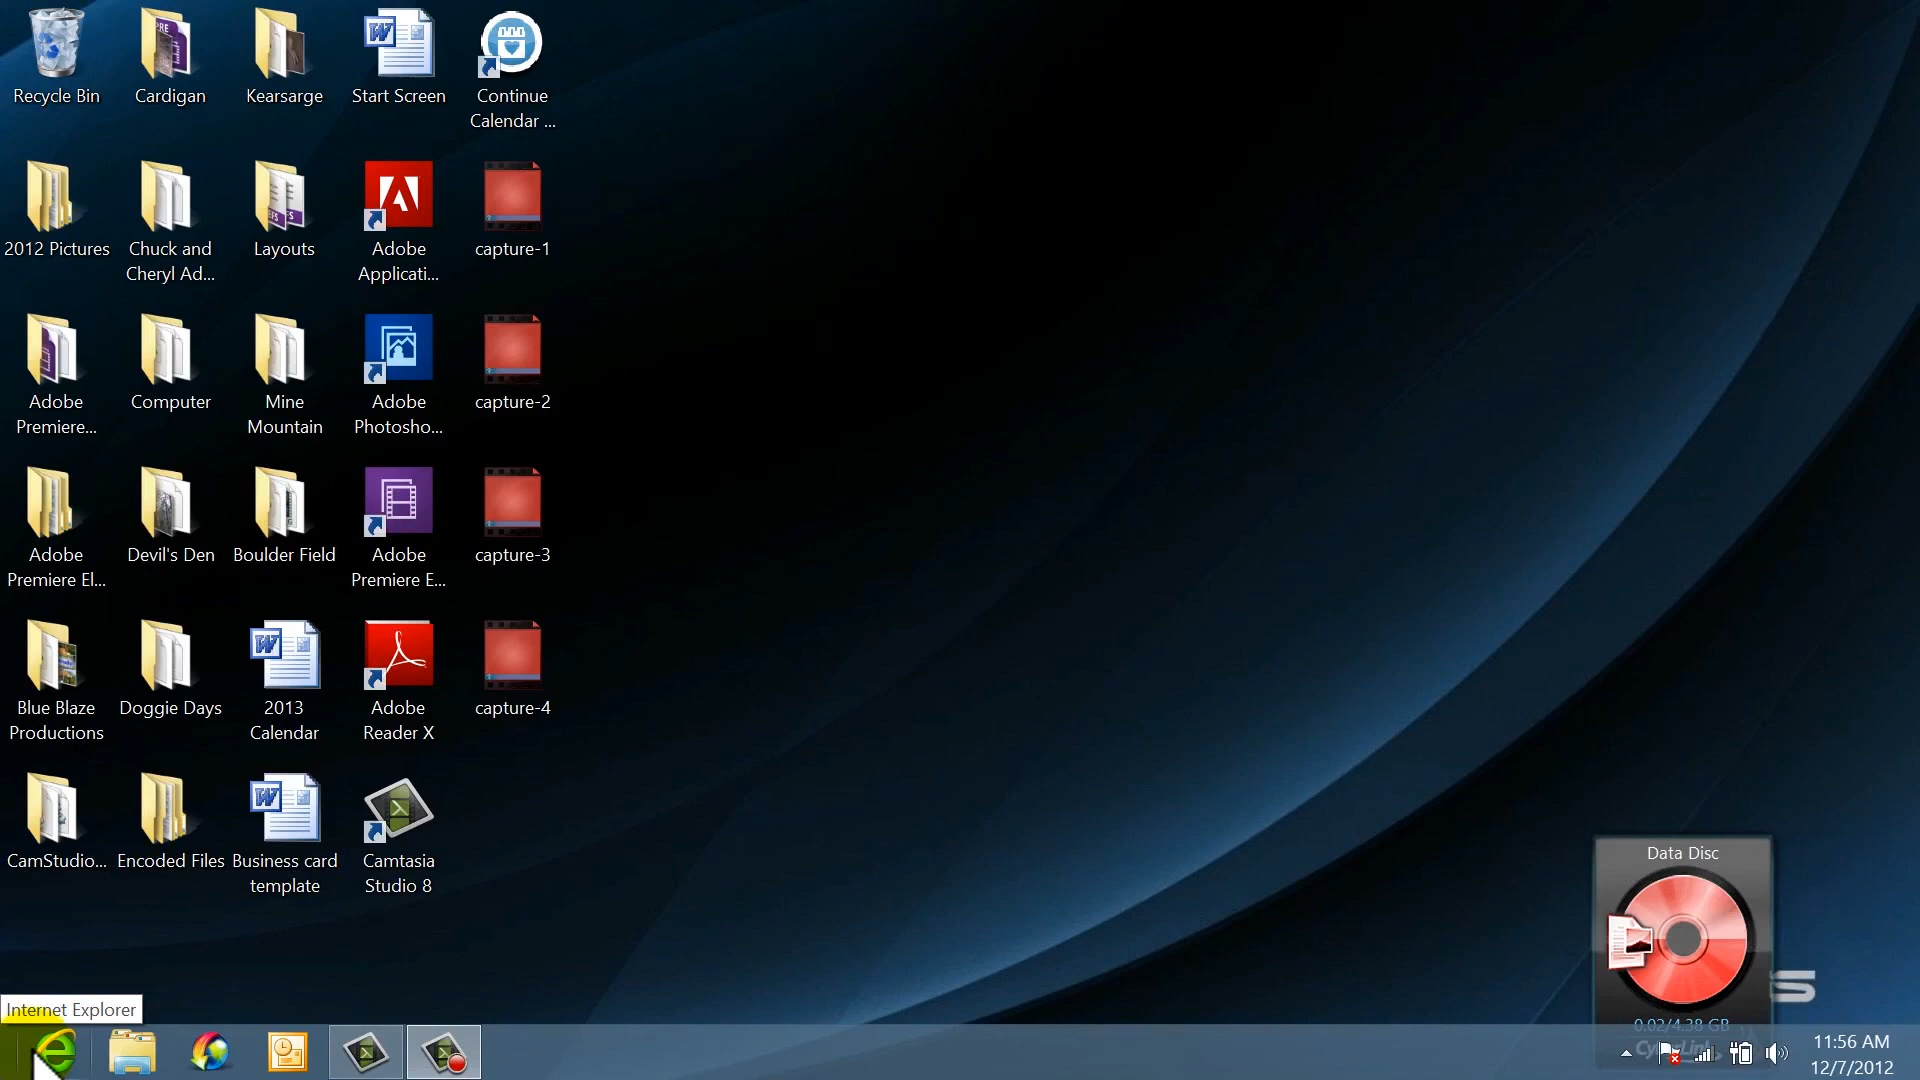 Recycle Bin
Cardigan
Kearsarge
Start Screen
Continue
Calendar ...
2012 Pictures
Chuck and
Cheryl Ad...
Layouts
Adobe
Applicati...
capture-1
Adobe
Premiere...
Computer
Mine
Mountain
Adobe
Photosho...
capture-2
Adobe
Premiere El...
Devil's Den
Boulder Field
Adobe
Premiere E...
capture-3
Blue Blaze
Productions
Doggie Days
2013
Calendar
Adobe
Reader X
capture-4
CamStudio...
Encoded Files
Business card
template
Camtasia
Studio 8
Data Disc
0.02/4.38 GB
Internet Explorer
11:56 AM
12/7/2012